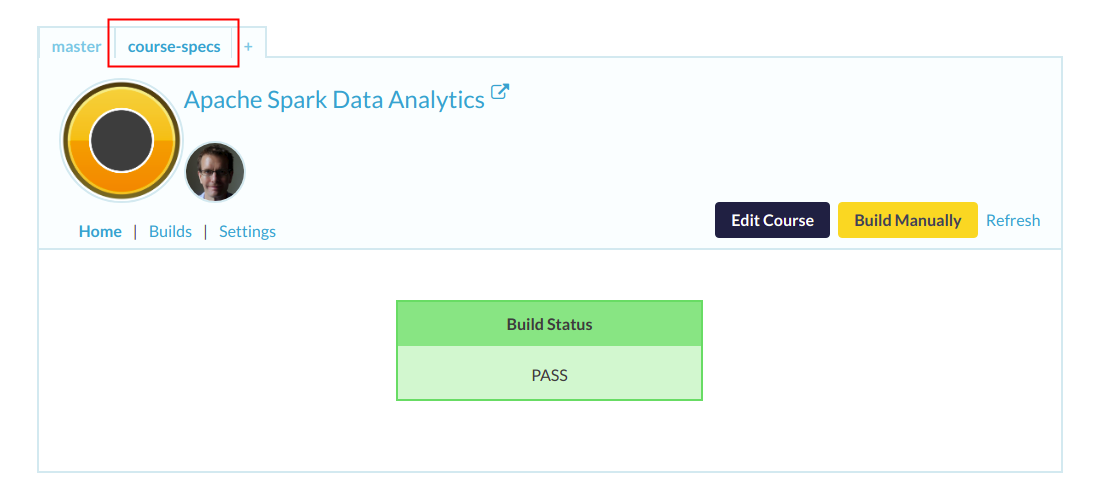 master course-specs +
Apache Spark Data Analytics
Home | Builds | Settings
Edit Course Build Manually Refresh
Build Status
PASS